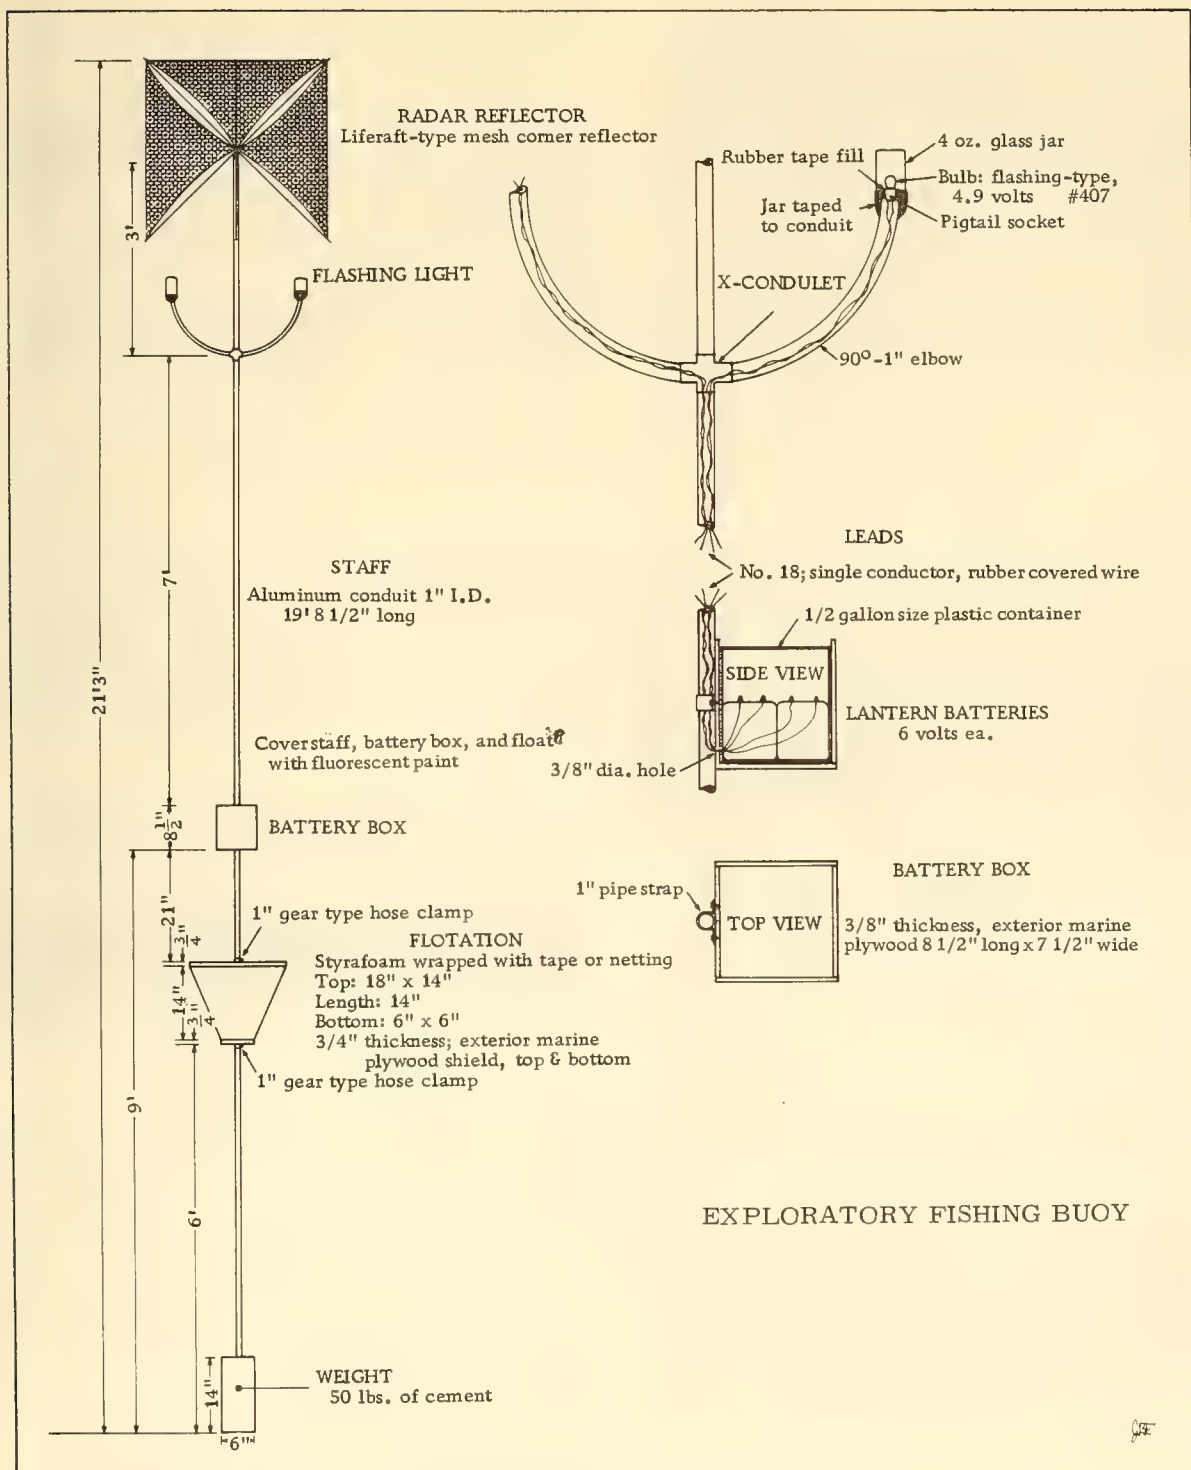 RADAR REFLECTOR
Liferaft-type mesh corner reflector
3'
FLASHING LIGHT
7'
STAFF
Aluminum conduit 1" I.D.
19' 8 1/2" long
21'3"
Cover staff, battery box, and float
with fluorescent paint
8 1/2"
BATTERY BOX
21"
3/4"
1" gear type hose clamp
FLOTATION
Styrafoam wrapped with tape or netting
Top: 18" x 14"
Length: 14"
Bottom: 6" x 6"
3/4" thickness; exterior marine
plywood shield, top & bottom
14"
3/4"
1" gear type hose clamp
9'
6'
WEIGHT
50 lbs. of cement
14"
6"
Rubber tape fill
4 oz. glass jar
Bulb: flashing-type,
4.9 volts #407
Jar taped
to conduit
Pigtail socket
X-CONDULET
90°-1" elbow
LEADS
No. 18; single conductor, rubber covered wire
1/2 gallon size plastic container
SIDE VIEW
LANTERN BATTERIES
6 volts ea.
3/8" dia. hole
BATTERY BOX
1" pipe strap
TOP VIEW
3/8" thickness, exterior marine
plywood 8 1/2" long x 7 1/2" wide
EXPLORATORY FISHING BUOY